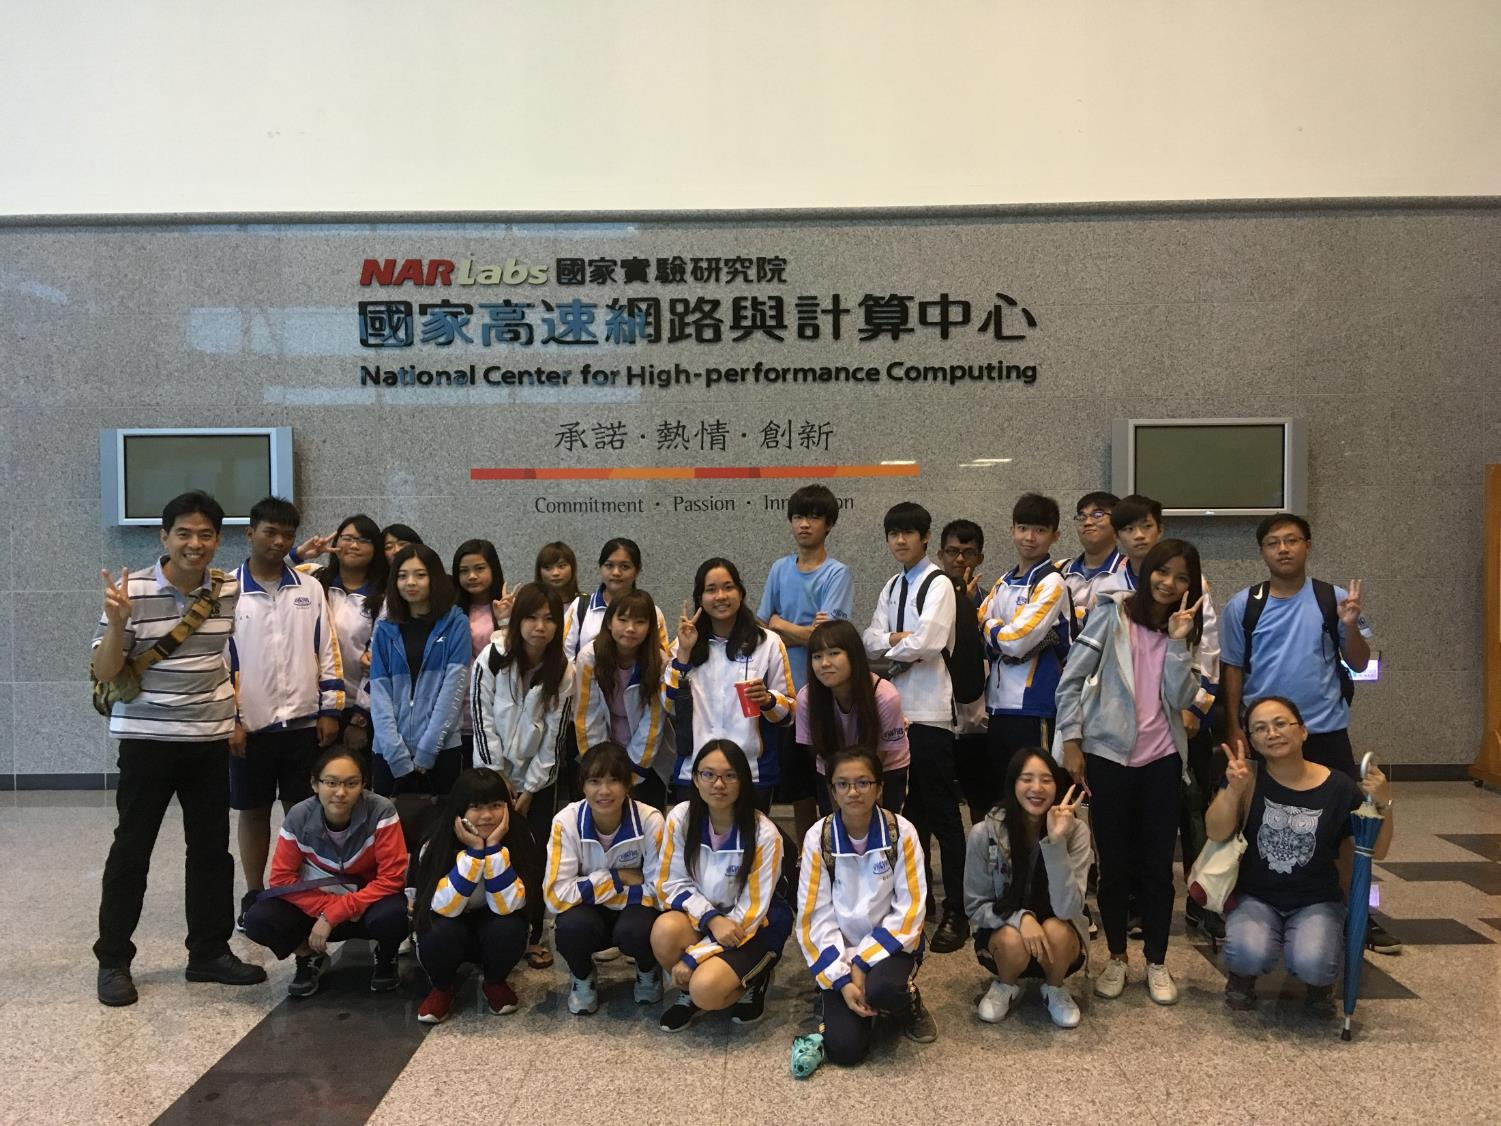 NARLabs 國家實驗研究院
國家高速網路與計算中心
National Center for High-performance Computing
承諾·熱情·創新
Commitment · Passion ·